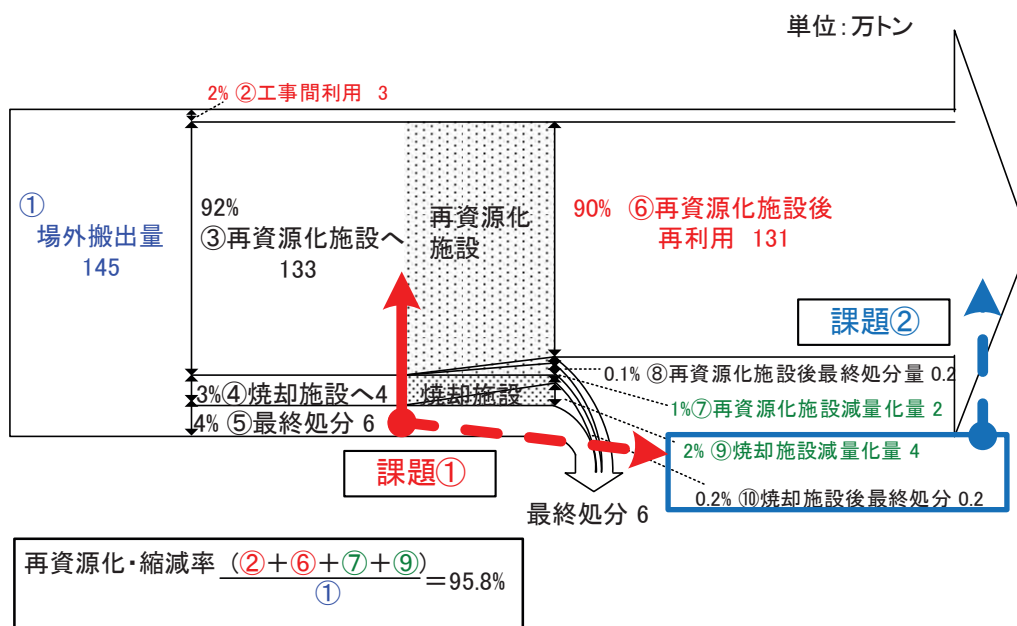 単位：万トン
2% ②工事間利用 3
①
場外搬出量
145
92%
③再資源化施設へ
133
再資源化
施設
90% ⑥再資源化施設後
再利用 131
課題②
3%④焼却施設へ4
焼却施設
0.1% ⑧再資源化施設後最終処分量 0.2
1%⑦再資源化施設減量化量 2
4% ⑤最終処分 6
2% ⑨焼却施設減量化量 4
課題①
0.2% ⑩焼却施設後最終処分 0.2
最終処分 6
再資源化・縮減率 (②+⑥+⑦+⑨)
①
＝95.8%